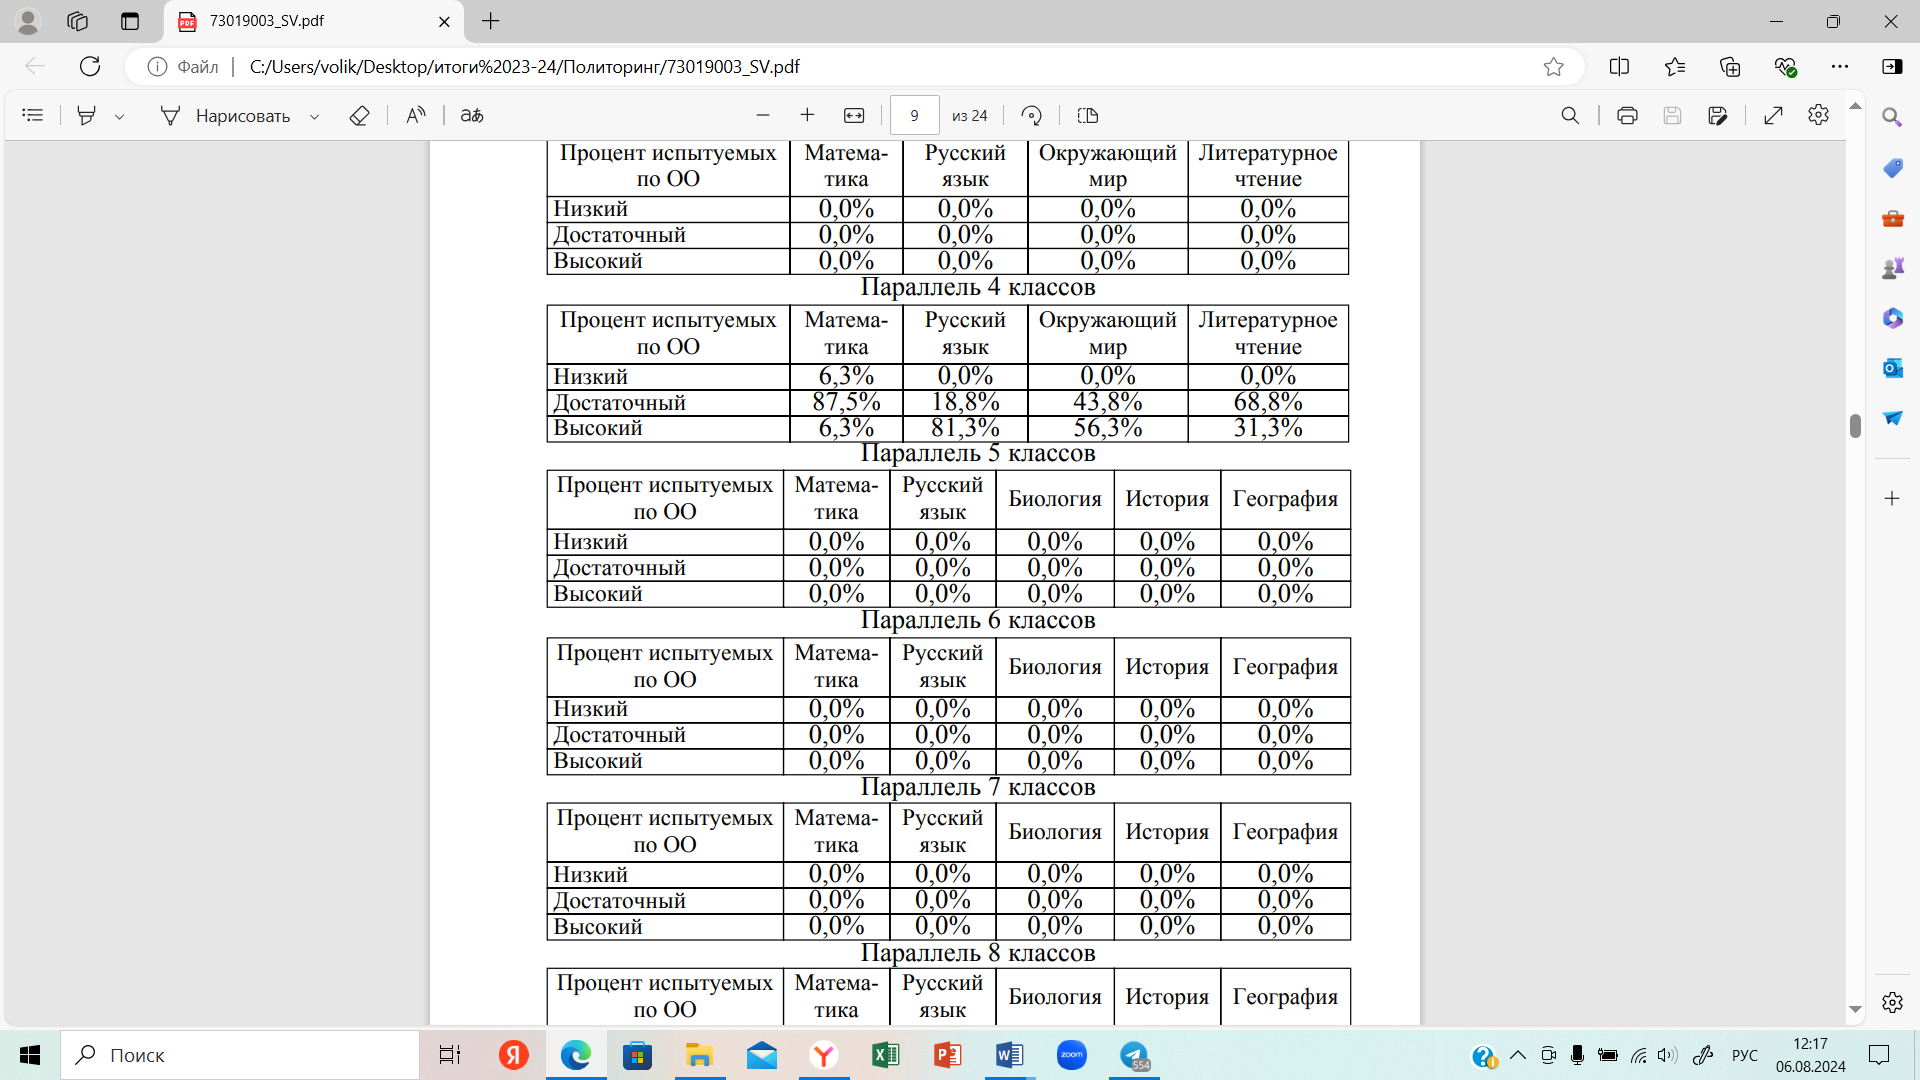 73019003_SV.pdf
Файл C:/Users/volik/Desktop/итоги%2023-24/Политоринг/73019003_SV.pdf
Нарисовать 9 из 24
Процент испытуемых по ОО Матема-тика Русский язык Окружающий мир Литературное чтение
Низкий 0,0% 0,0% 0,0% 0,0%
Достаточный 0,0% 0,0% 0,0% 0,0%
Высокий 0,0% 0,0% 0,0% 0,0%
Параллель 4 классов
Процент испытуемых по ОО Матема-тика Русский язык Окружающий мир Литературное чтение
Низкий 6,3% 0,0% 0,0% 0,0%
Достаточный 87,5% 18,8% 43,8% 68,8%
Высокий 6,3% 81,3% 56,3% 31,3%
Параллель 5 классов
Процент испытуемых по ОО Матема-тика Русский язык Биология История География
Низкий 0,0% 0,0% 0,0% 0,0% 0,0%
Достаточный 0,0% 0,0% 0,0% 0,0% 0,0%
Высокий 0,0% 0,0% 0,0% 0,0% 0,0%
Параллель 6 классов
Процент испытуемых по ОО Матема-тика Русский язык Биология История География
Низкий 0,0% 0,0% 0,0% 0,0% 0,0%
Достаточный 0,0% 0,0% 0,0% 0,0% 0,0%
Высокий 0,0% 0,0% 0,0% 0,0% 0,0%
Параллель 7 классов
Процент испытуемых по ОО Матема-тика Русский язык Биология История География
Низкий 0,0% 0,0% 0,0% 0,0% 0,0%
Достаточный 0,0% 0,0% 0,0% 0,0% 0,0%
Высокий 0,0% 0,0% 0,0% 0,0% 0,0%
Параллель 8 классов
Процент испытуемых по ОО Матема-тика Русский язык Биология История География
Поиск
zoom
554
РУС
12:17
06.08.2024